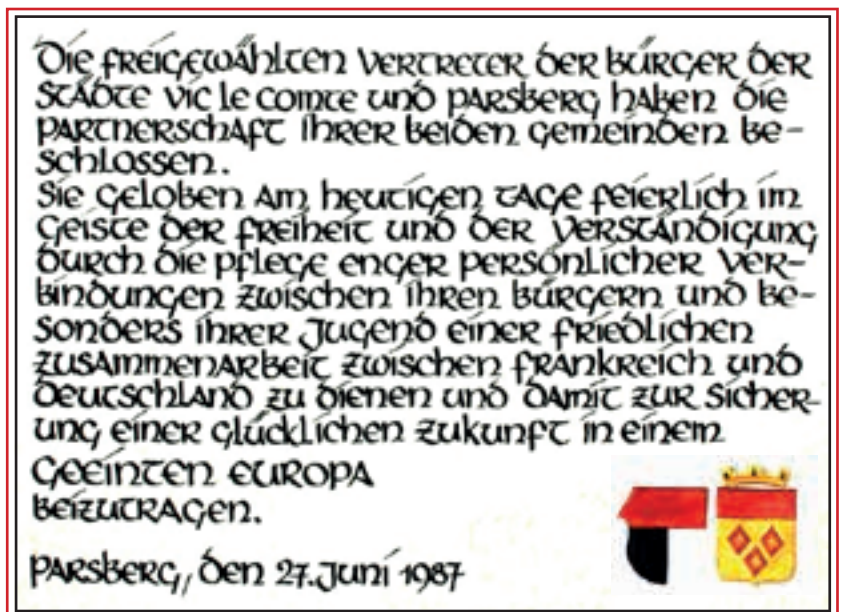 Die freigewählten Vertreter der Bürger der
Städte Vic le Comte und Parsberg haben die
Partnerschaft ihrer beiden Gemeinden be-
schlossen.
Sie geloben am heutigen Tage feierlich im
Geiste der Freiheit und der Verständigung
durch die Pflege enger persönlicher Ver-
bindungen zwischen ihren Bürgern und be-
sonders ihrer Jugend einer friedlichen
Zusammenarbeit zwischen Frankreich und
Deutschland zu dienen und damit zur Sicher-
ung einer glücklichen Zukunft in einem
geeinten Europa
beizutragen.
Parsberg, den 27. Juni 1987